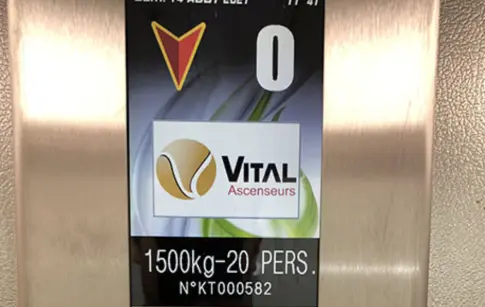 0
VITAL
Ascenseurs
1500kg-20 PERS.
N°KT000582